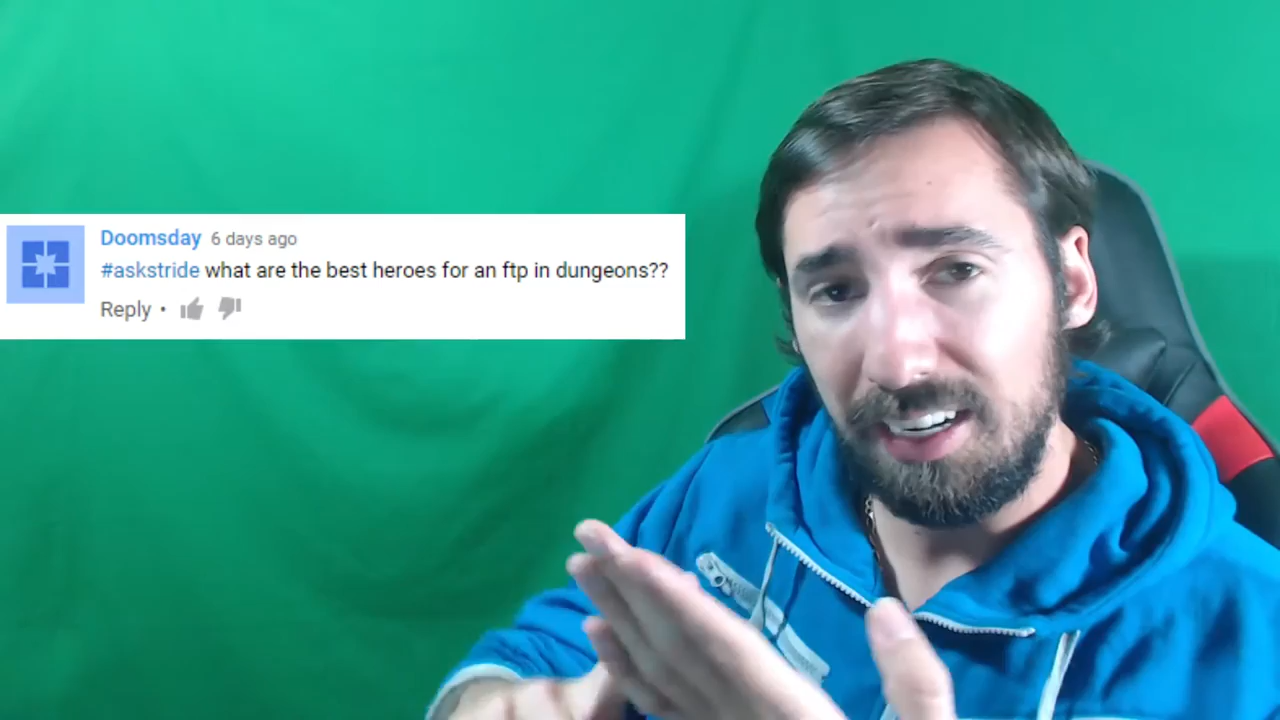 Doomsday 6 days ago
#askstride what are the best heroes for an ftp in dungeons??
Reply •